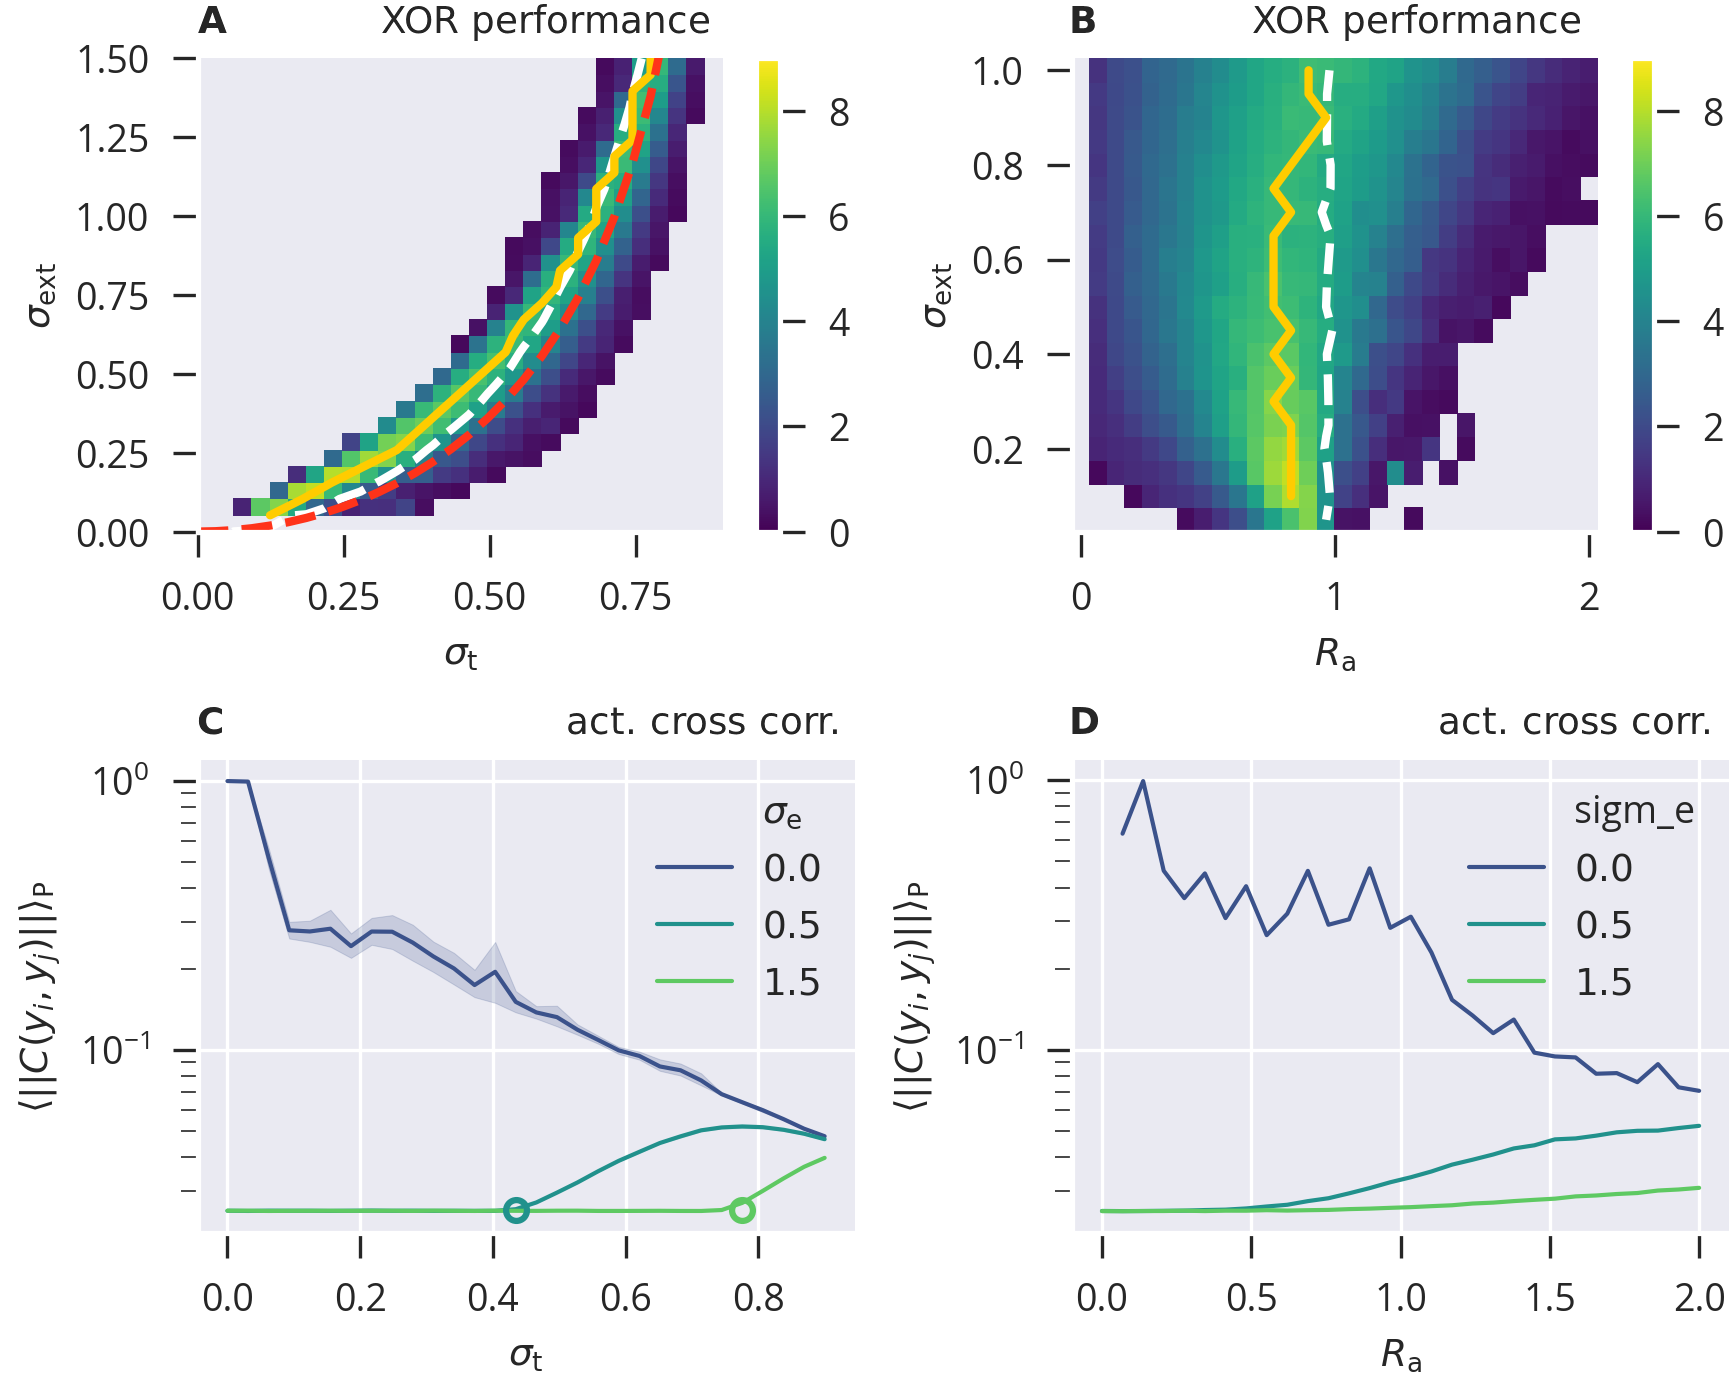 A XOR performance
1.50
1.25
1.00
0.75
0.50
0.25
0.00
σext
0.00 0.25 0.50 0.75
σt
8
6
4
2
0
B XOR performance
1.0
0.8
0.6
0.4
0.2
σext
0 1 2
Ra
8
6
4
2
0
C act. cross corr.
10⁰
10⁻¹
⟨||C(yi, yj)||⟩P
σe
0.0
0.5
1.5
0.0 0.2 0.4 0.6 0.8
σt
D act. cross corr.
10⁰
10⁻¹
⟨||C(yi, yj)||⟩P
sigm_e
0.0
0.5
1.5
0.0 0.5 1.0 1.5 2.0
Ra